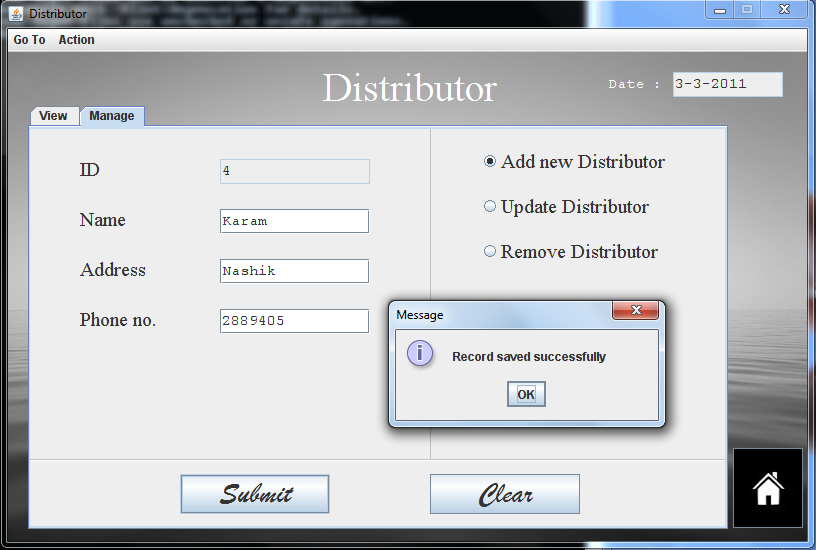 Distributor
Go To Action
Distributor
Date : 3-3-2011
View Manage
ID 4
Add new Distributor
Name Karam
Update Distributor
Address Nashik
Remove Distributor
Phone no. 2889405
Message
Record saved successfully
OK
Submit Clear